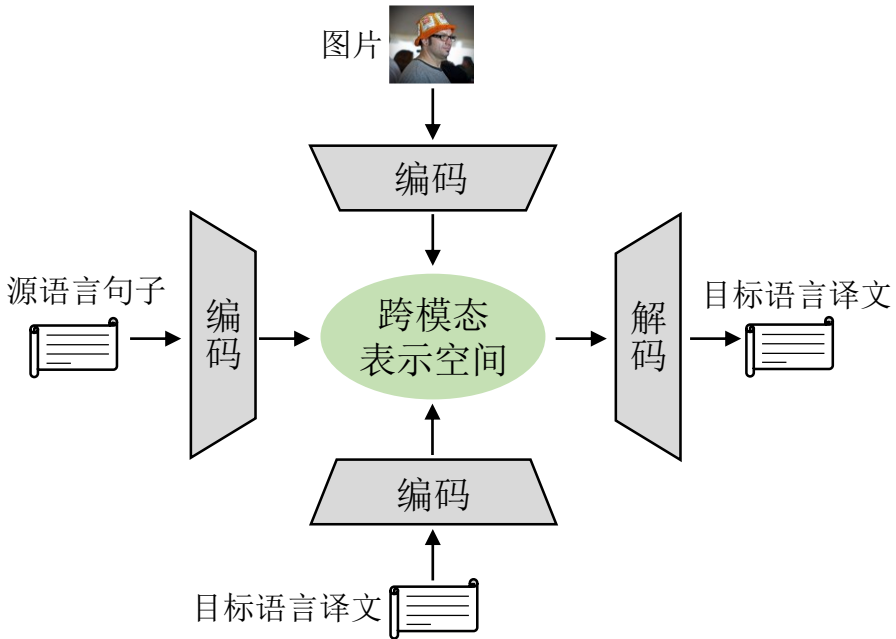 图片
编码
源语言句子
编
码
跨模态
表示空间
解
码
目标语言译文
编码
目标语言译文